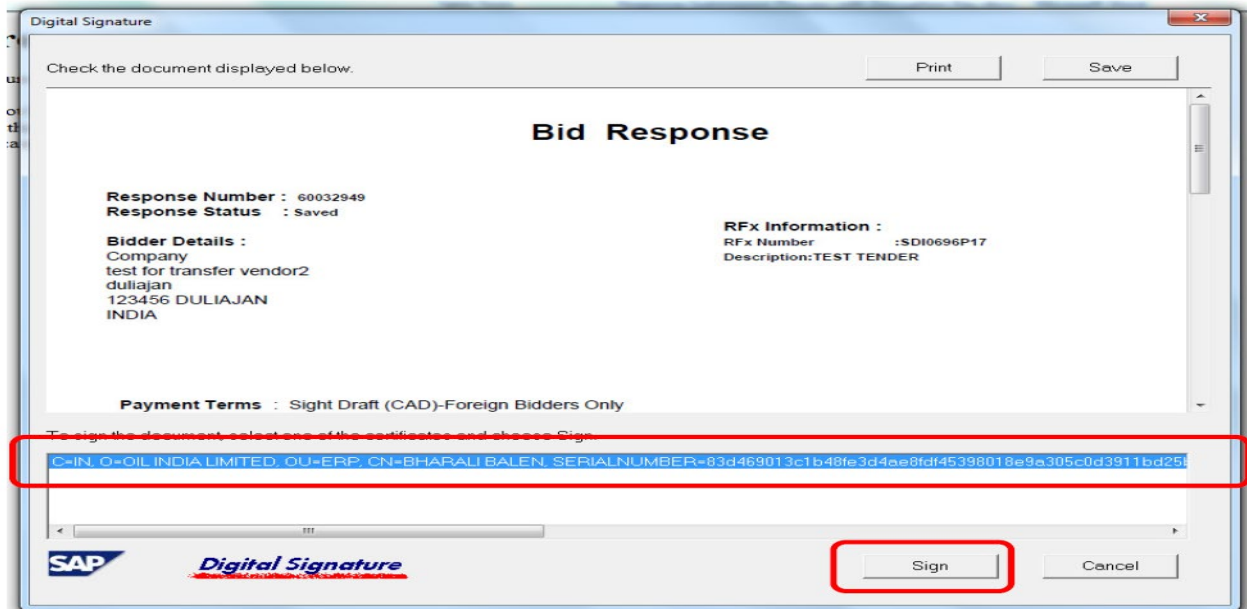 Digital Signature
Check the document displayed below.
Print
Save
Bid Response
Response Number : 60032949
Response Status : Saved
RFx Information :
Bidder Details :
RFx Number :SDI0696P17
Company
Description:TEST TENDER
test for transfer vendor2
duliajan
123456 DULIAJAN
INDIA
Payment Terms : Sight Draft (CAD)-Foreign Bidders Only
To sign the document, select one of the certificates and choose Sign.
C=IN, O=OIL INDIA LIMITED, OU=ERP, CN=BHARALI BALEN, SERIALNUMBER=83d469013c1b48fe3d4ae8fdf45398018e9a305c0d3911bd25
SAP
Digital Signature
Sign
Cancel